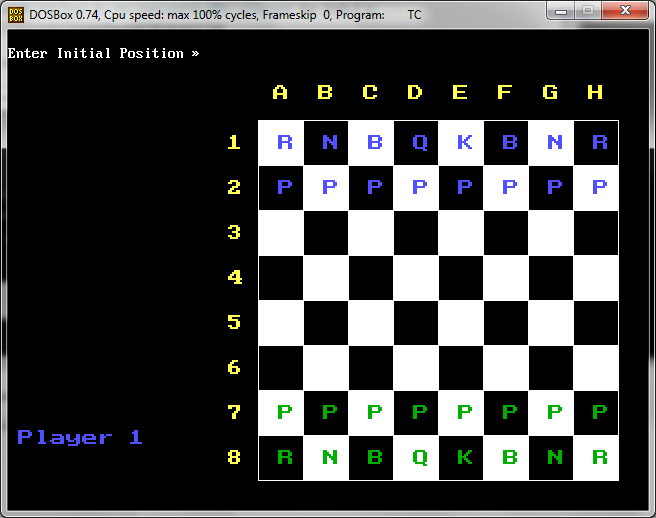 DOSBox 0.74, Cpu speed: max 100% cycles, Frameskip 0, Program: TC
Enter Initial Position »
A B C D E F G H
1 R N B Q K B N R
2 P P P P P P P P
3
4
5
6
7 P P P P P P P P
Player 1
8 R N B Q K B N R